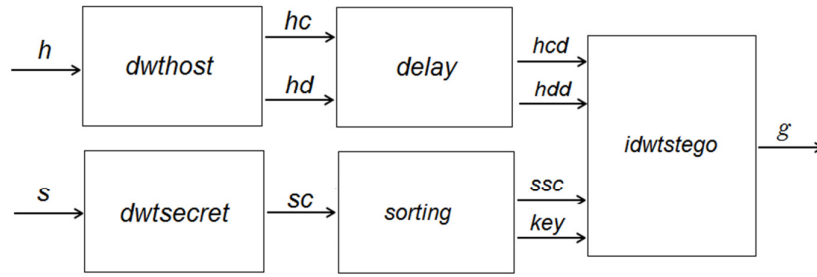 h
dwthost
hc
hd
delay
hcd
hdd
s
dwtsecret
sc
sorting
ssc
key
idwtstego
g